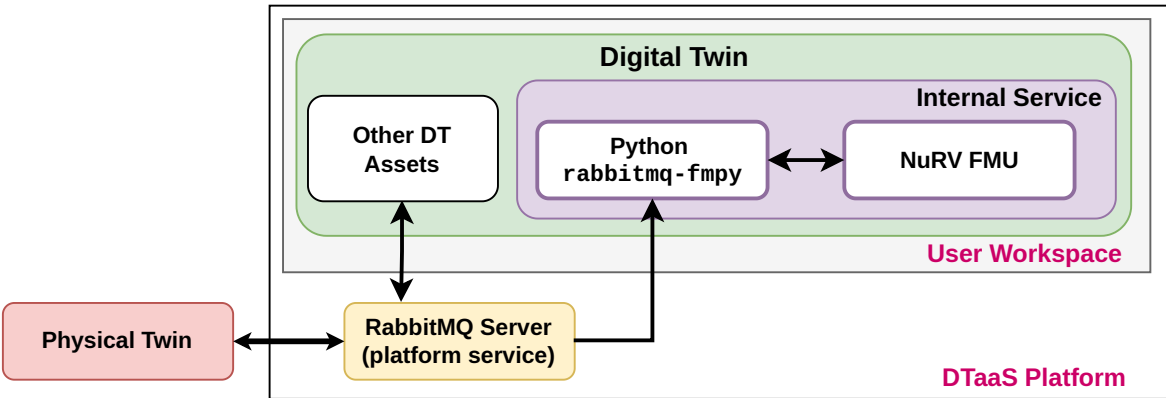 Digital Twin
Internal Service
Other DT
Assets
Python
rabbitmq-fmpy
NuRV FMU
User Workspace
Physical Twin
RabbitMQ Server
(platform service)
DTaaS Platform